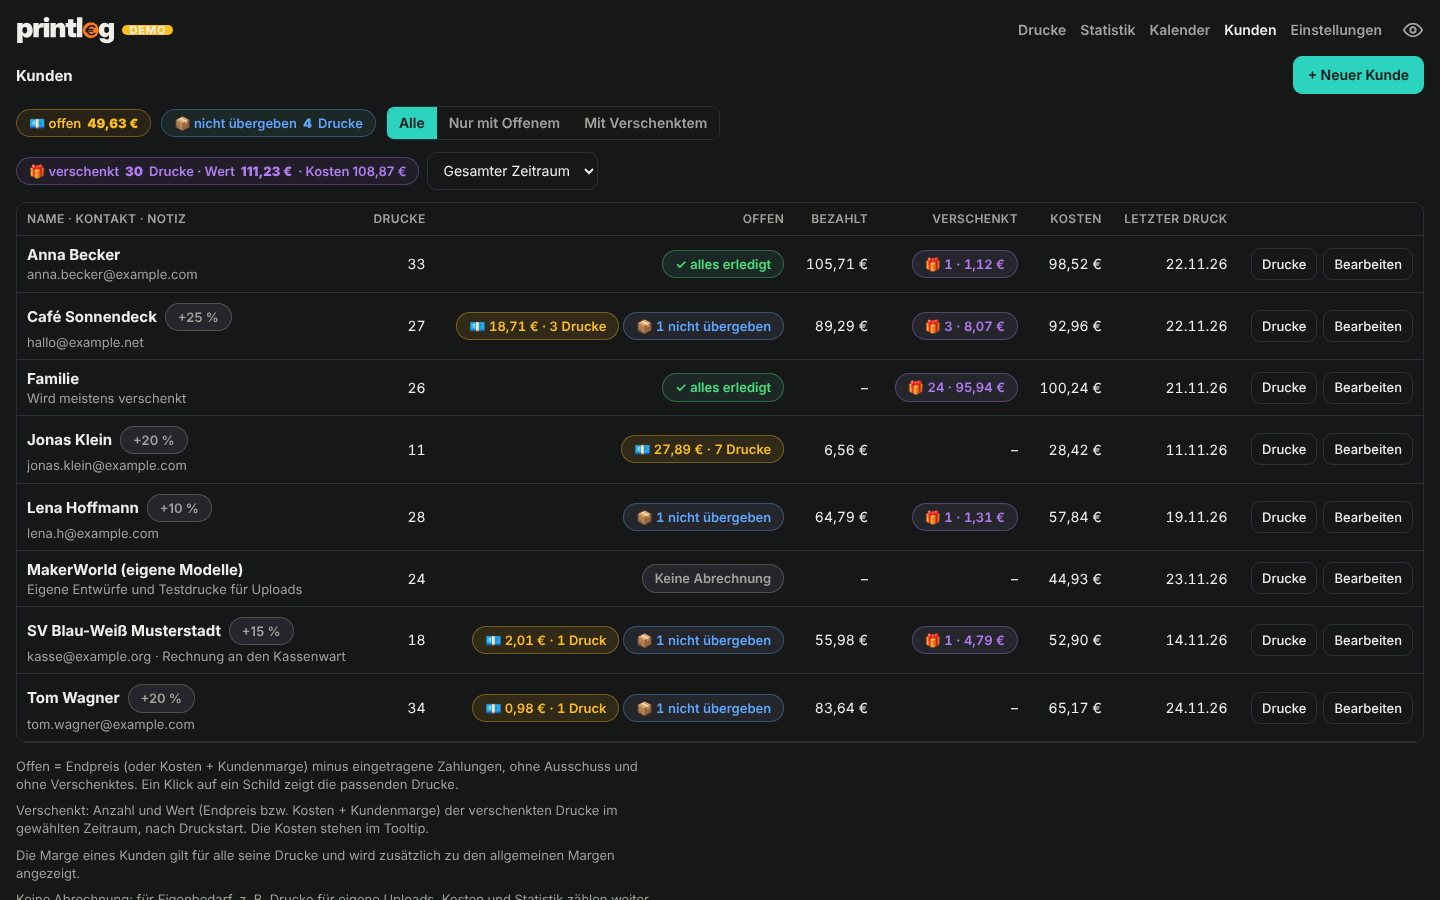 printl€g DEMO
Drucke Statistik Kalender Kunden Einstellungen
Kunden
+ Neuer Kunde
offen 49,63 € nicht übergeben 4 Drucke Alle Nur mit Offenem Mit Verschenktem
verschenkt 30 Drucke · Wert 111,23 € · Kosten 108,87 € Gesamter Zeitraum
NAME · KONTAKT · NOTIZ DRUCKE OFFEN BEZAHLT VERSCHENKT KOSTEN LETZTER DRUCK
Anna Becker
anna.becker@example.com
33 ✓ alles erledigt 105,71 € 1 · 1,12 € 98,52 € 22.11.26 Drucke Bearbeiten
Café Sonnendeck +25 %
hallo@example.net
27 18,71 € · 3 Drucke 1 nicht übergeben 89,29 € 3 · 8,07 € 92,96 € 22.11.26 Drucke Bearbeiten
Familie
Wird meistens verschenkt
26 ✓ alles erledigt – 24 · 95,94 € 100,24 € 21.11.26 Drucke Bearbeiten
Jonas Klein +20 %
jonas.klein@example.com
11 27,89 € · 7 Drucke 6,56 € – 28,42 € 11.11.26 Drucke Bearbeiten
Lena Hoffmann +10 %
lena.h@example.com
28 1 nicht übergeben 64,79 € 1 · 1,31 € 57,84 € 19.11.26 Drucke Bearbeiten
MakerWorld (eigene Modelle)
Eigene Entwürfe und Testdrucke für Uploads
24 Keine Abrechnung – – 44,93 € 23.11.26 Drucke Bearbeiten
SV Blau-Weiß Musterstadt +15 %
kasse@example.org · Rechnung an den Kassenwart
18 2,01 € · 1 Druck 1 nicht übergeben 55,98 € 1 · 4,79 € 52,90 € 14.11.26 Drucke Bearbeiten
Tom Wagner +20 %
tom.wagner@example.com
34 0,98 € · 1 Druck 1 nicht übergeben 83,64 € – 65,17 € 24.11.26 Drucke Bearbeiten
Offen = Endpreis (oder Kosten + Kundenmarge) minus eingetragene Zahlungen, ohne Ausschuss und
ohne Verschenktes. Ein Klick auf ein Schild zeigt die passenden Drucke.
Verschenkt: Anzahl und Wert (Endpreis bzw. Kosten + Kundenmarge) der verschenkten Drucke im
gewählten Zeitraum, nach Druckstart. Die Kosten stehen im Tooltip.
Die Marge eines Kunden gilt für alle seine Drucke und wird zusätzlich zu den allgemeinen Margen
angezeigt.
Keine Abrechnung: für Eigenbedarf, z. B. Drucke für eigene Uploads. Kosten und Statistik zählen weiter